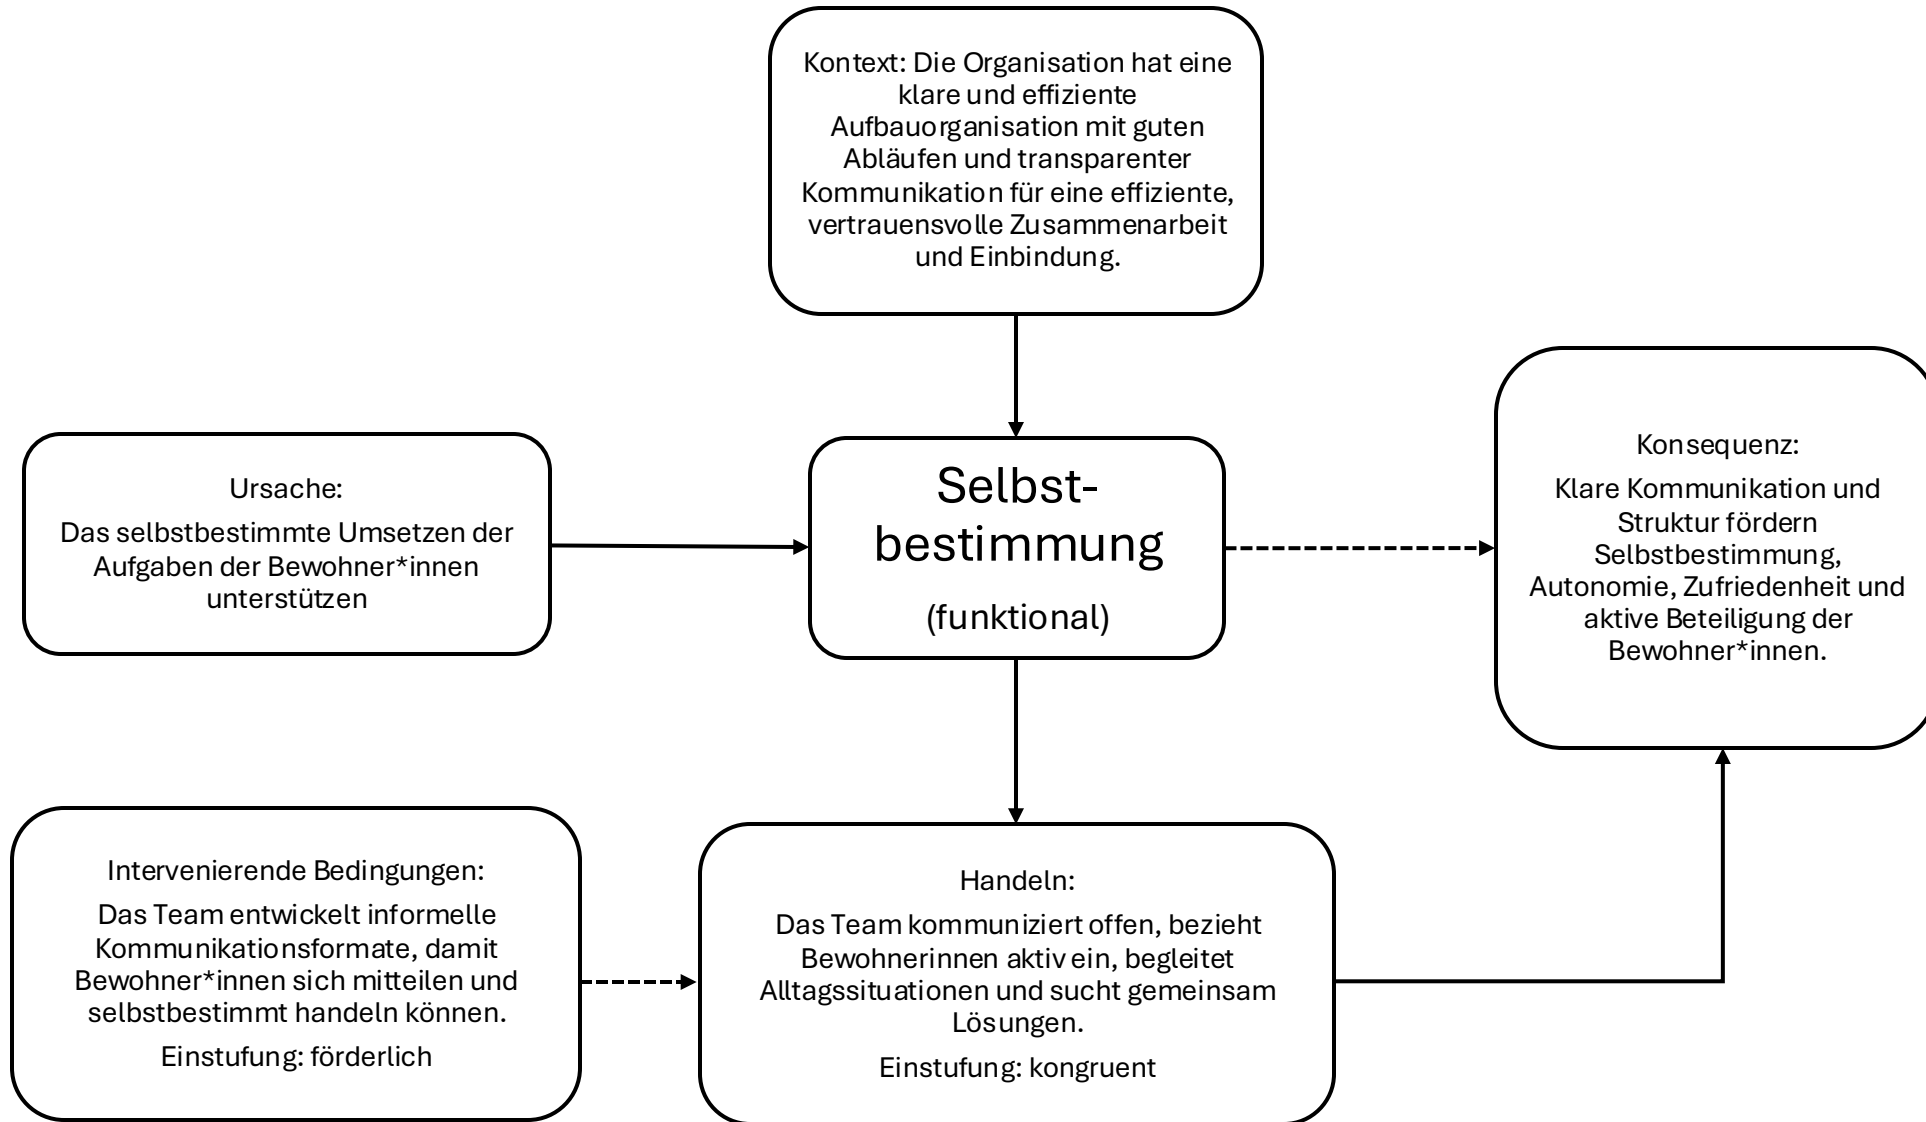 Kontext: Die Organisation hat eine
klare und effiziente
Aufbauorganisation mit guten
Abläufen und transparenter
Kommunikation für eine effiziente,
vertrauensvolle Zusammenarbeit
und Einbindung.
Ursache:
Das selbstbestimmte Umsetzen der
Aufgaben der Bewohner*innen
unterstützen
Selbst-
bestimmung
(funktional)
Konsequenz:
Klare Kommunikation und
Struktur fördern
Selbstbestimmung,
Autonomie, Zufriedenheit und
aktive Beteiligung der
Bewohner*innen.
Intervenierende Bedingungen:
Das Team entwickelt informelle
Kommunikationsformate, damit
Bewohner*innen sich mitteilen und
selbstbestimmt handeln können.
Einstufung: förderlich
Handeln:
Das Team kommuniziert offen, bezieht
Bewohnerinnen aktiv ein, begleitet
Alltagssituationen und sucht gemeinsam
Lösungen.
Einstufung: kongruent